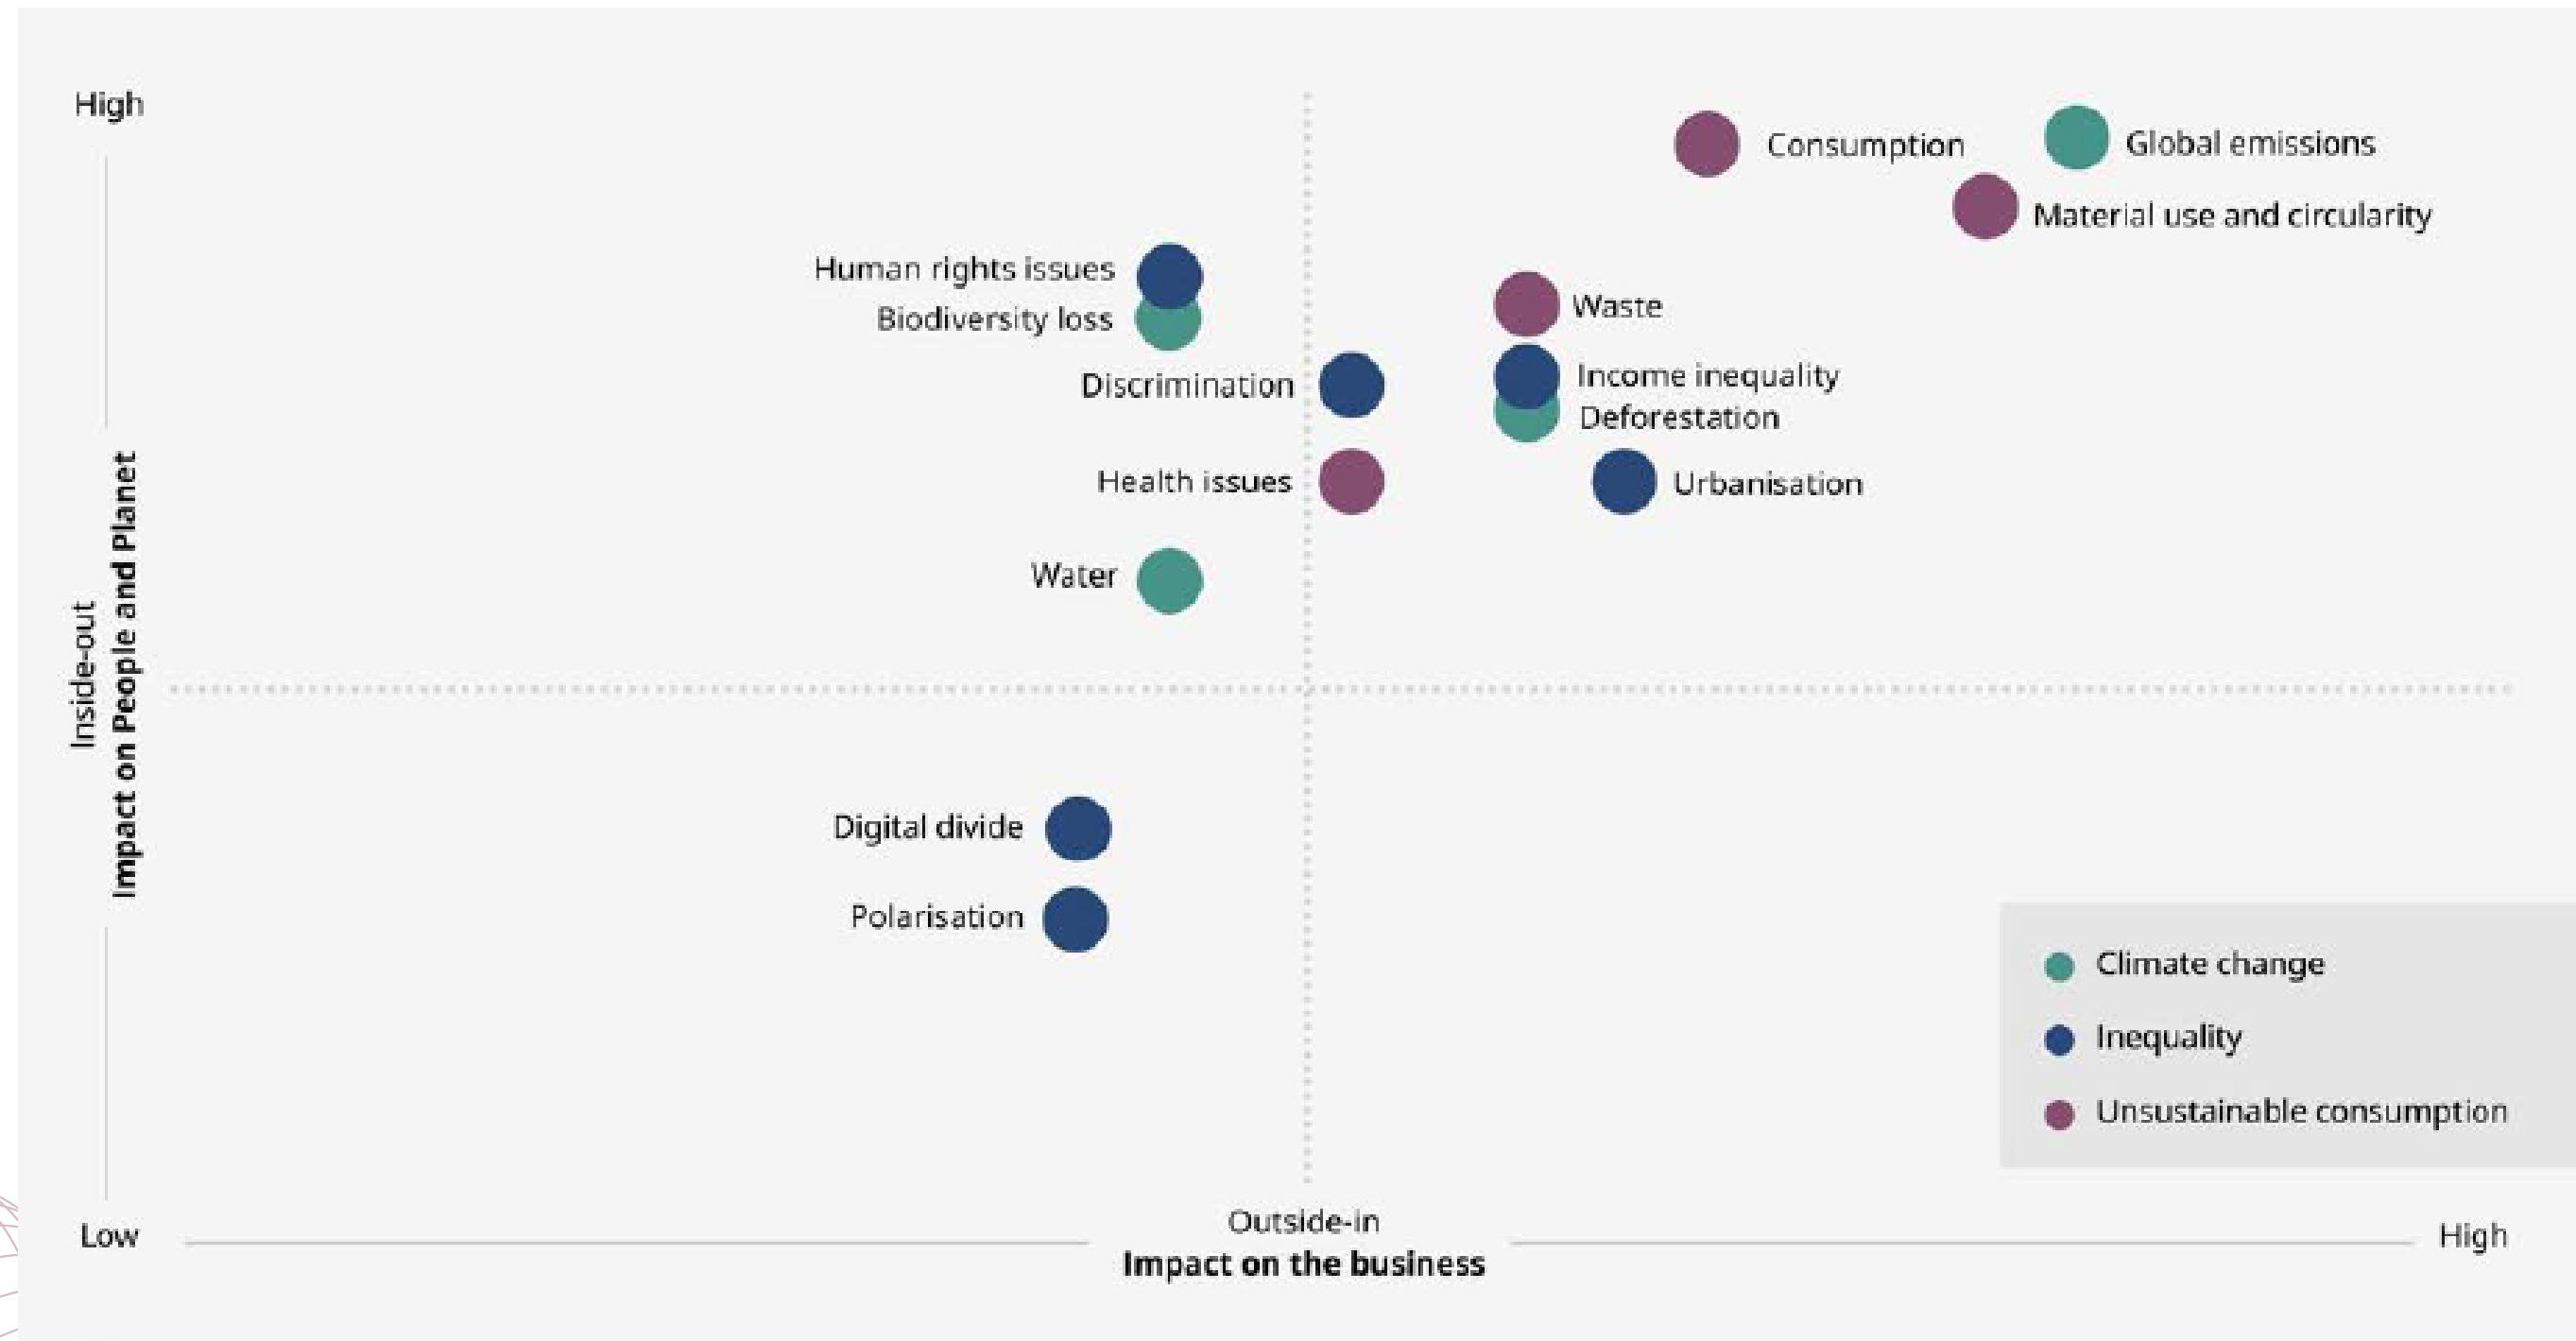 High
Consumption
Global emissions
Material use and circularity
Human rights issues
Biodiversity loss
Waste
Discrimination
Income inequality
Deforestation
Health issues
Urbanisation
Water
Inside-out
Impact on People and Planet
Digital divide
Polarisation
Climate change
Inequality
Unsustainable consumption
Low
Outside-in
Impact on the business
High